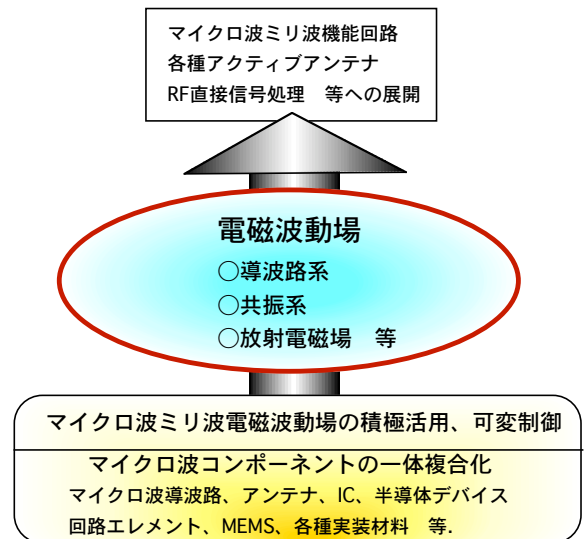 マイクロ波ミリ波機能回路
各種アクティブアンテナ
RF直接信号処理　等への展開
電磁波動場
○導波路系
○共振系
○放射電磁場　等
マイクロ波ミリ波電磁波動場の積極活用、可変制御
マイクロ波コンポーネントの一体複合化
マイクロ波導波路、アンテナ、IC、半導体デバイス
回路エレメント、MEMS、各種実装材料　等.